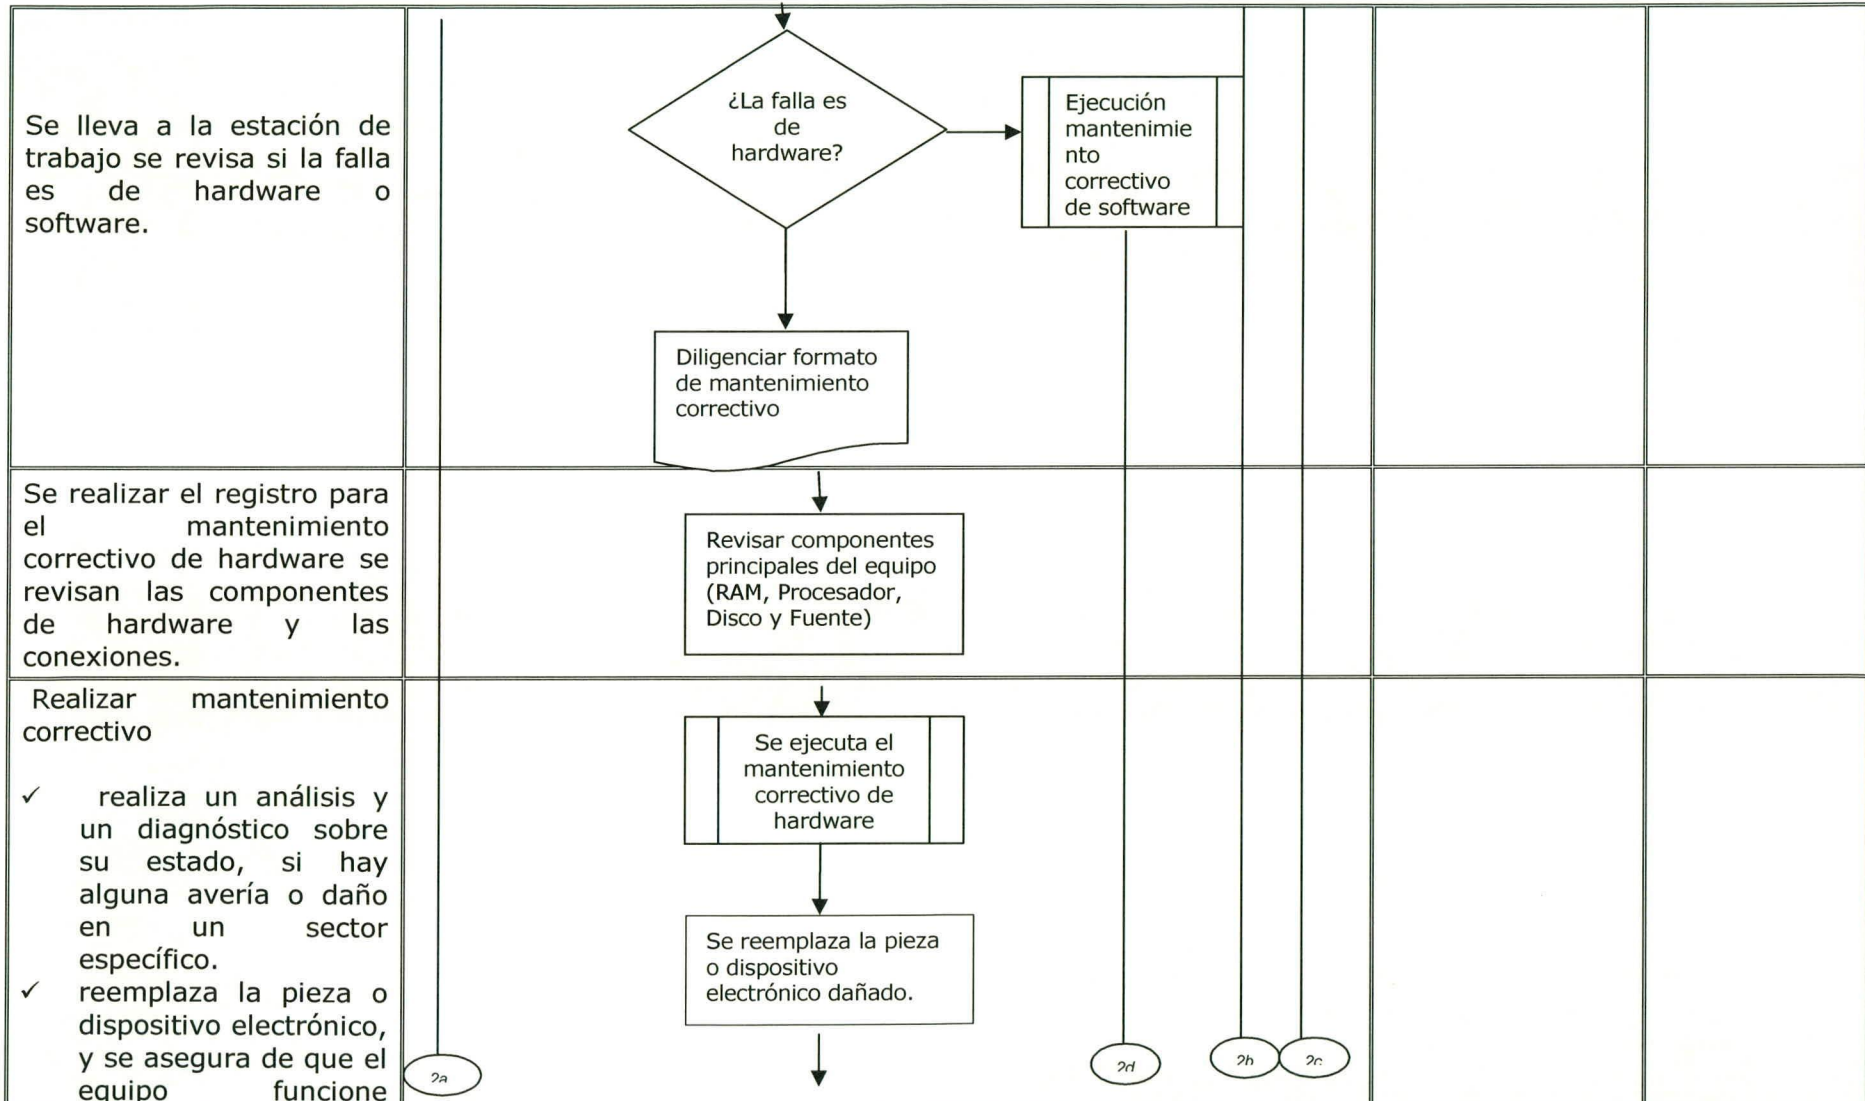 Se lleva a la estación de
trabajo se revisa si la falla
es de hardware o
software.
¿La falla es
de
hardware?
Ejecución
mantenimie
nto
correctivo
de software
Diligenciar formato
de mantenimiento
correctivo
Se realizar el registro para
el mantenimiento
correctivo de hardware se
revisan las componentes
de hardware y las
conexiones.
Revisar componentes
principales del equipo
(RAM, Procesador,
Disco y Fuente)
Realizar mantenimiento
correctivo
✓ realiza un análisis y
un diagnóstico sobre
su estado, si hay
alguna avería o daño
en un sector
específico.
✓ reemplaza la pieza o
dispositivo electrónico,
y se asegura de que el
equipo funcione
Se ejecuta el
mantenimiento
correctivo de
hardware
Se reemplaza la pieza
o dispositivo
electrónico dañado.
2a
2d
2b
2c